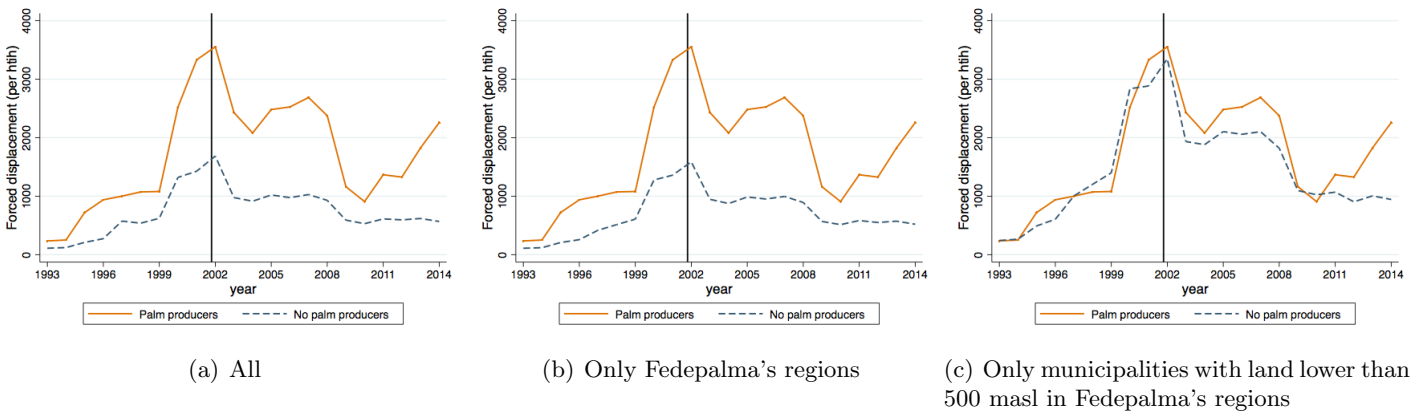 4000
3000
2000
1000
0
Forced displacement (per htih)
1993 1996 1999 2002 2005 2008 2011 2014
year
Palm producers No palm producers
(a) All
4000
3000
2000
1000
0
Forced displacement (per htih)
1993 1996 1999 2002 2005 2008 2011 2014
year
Palm producers No palm producers
(b) Only Fedepalma's regions
4000
3000
2000
1000
0
Forced displacement (per htih)
1993 1996 1999 2002 2005 2008 2011 2014
year
Palm producers No palm producers
(c) Only municipalities with land lower than
500 masl in Fedepalma's regions